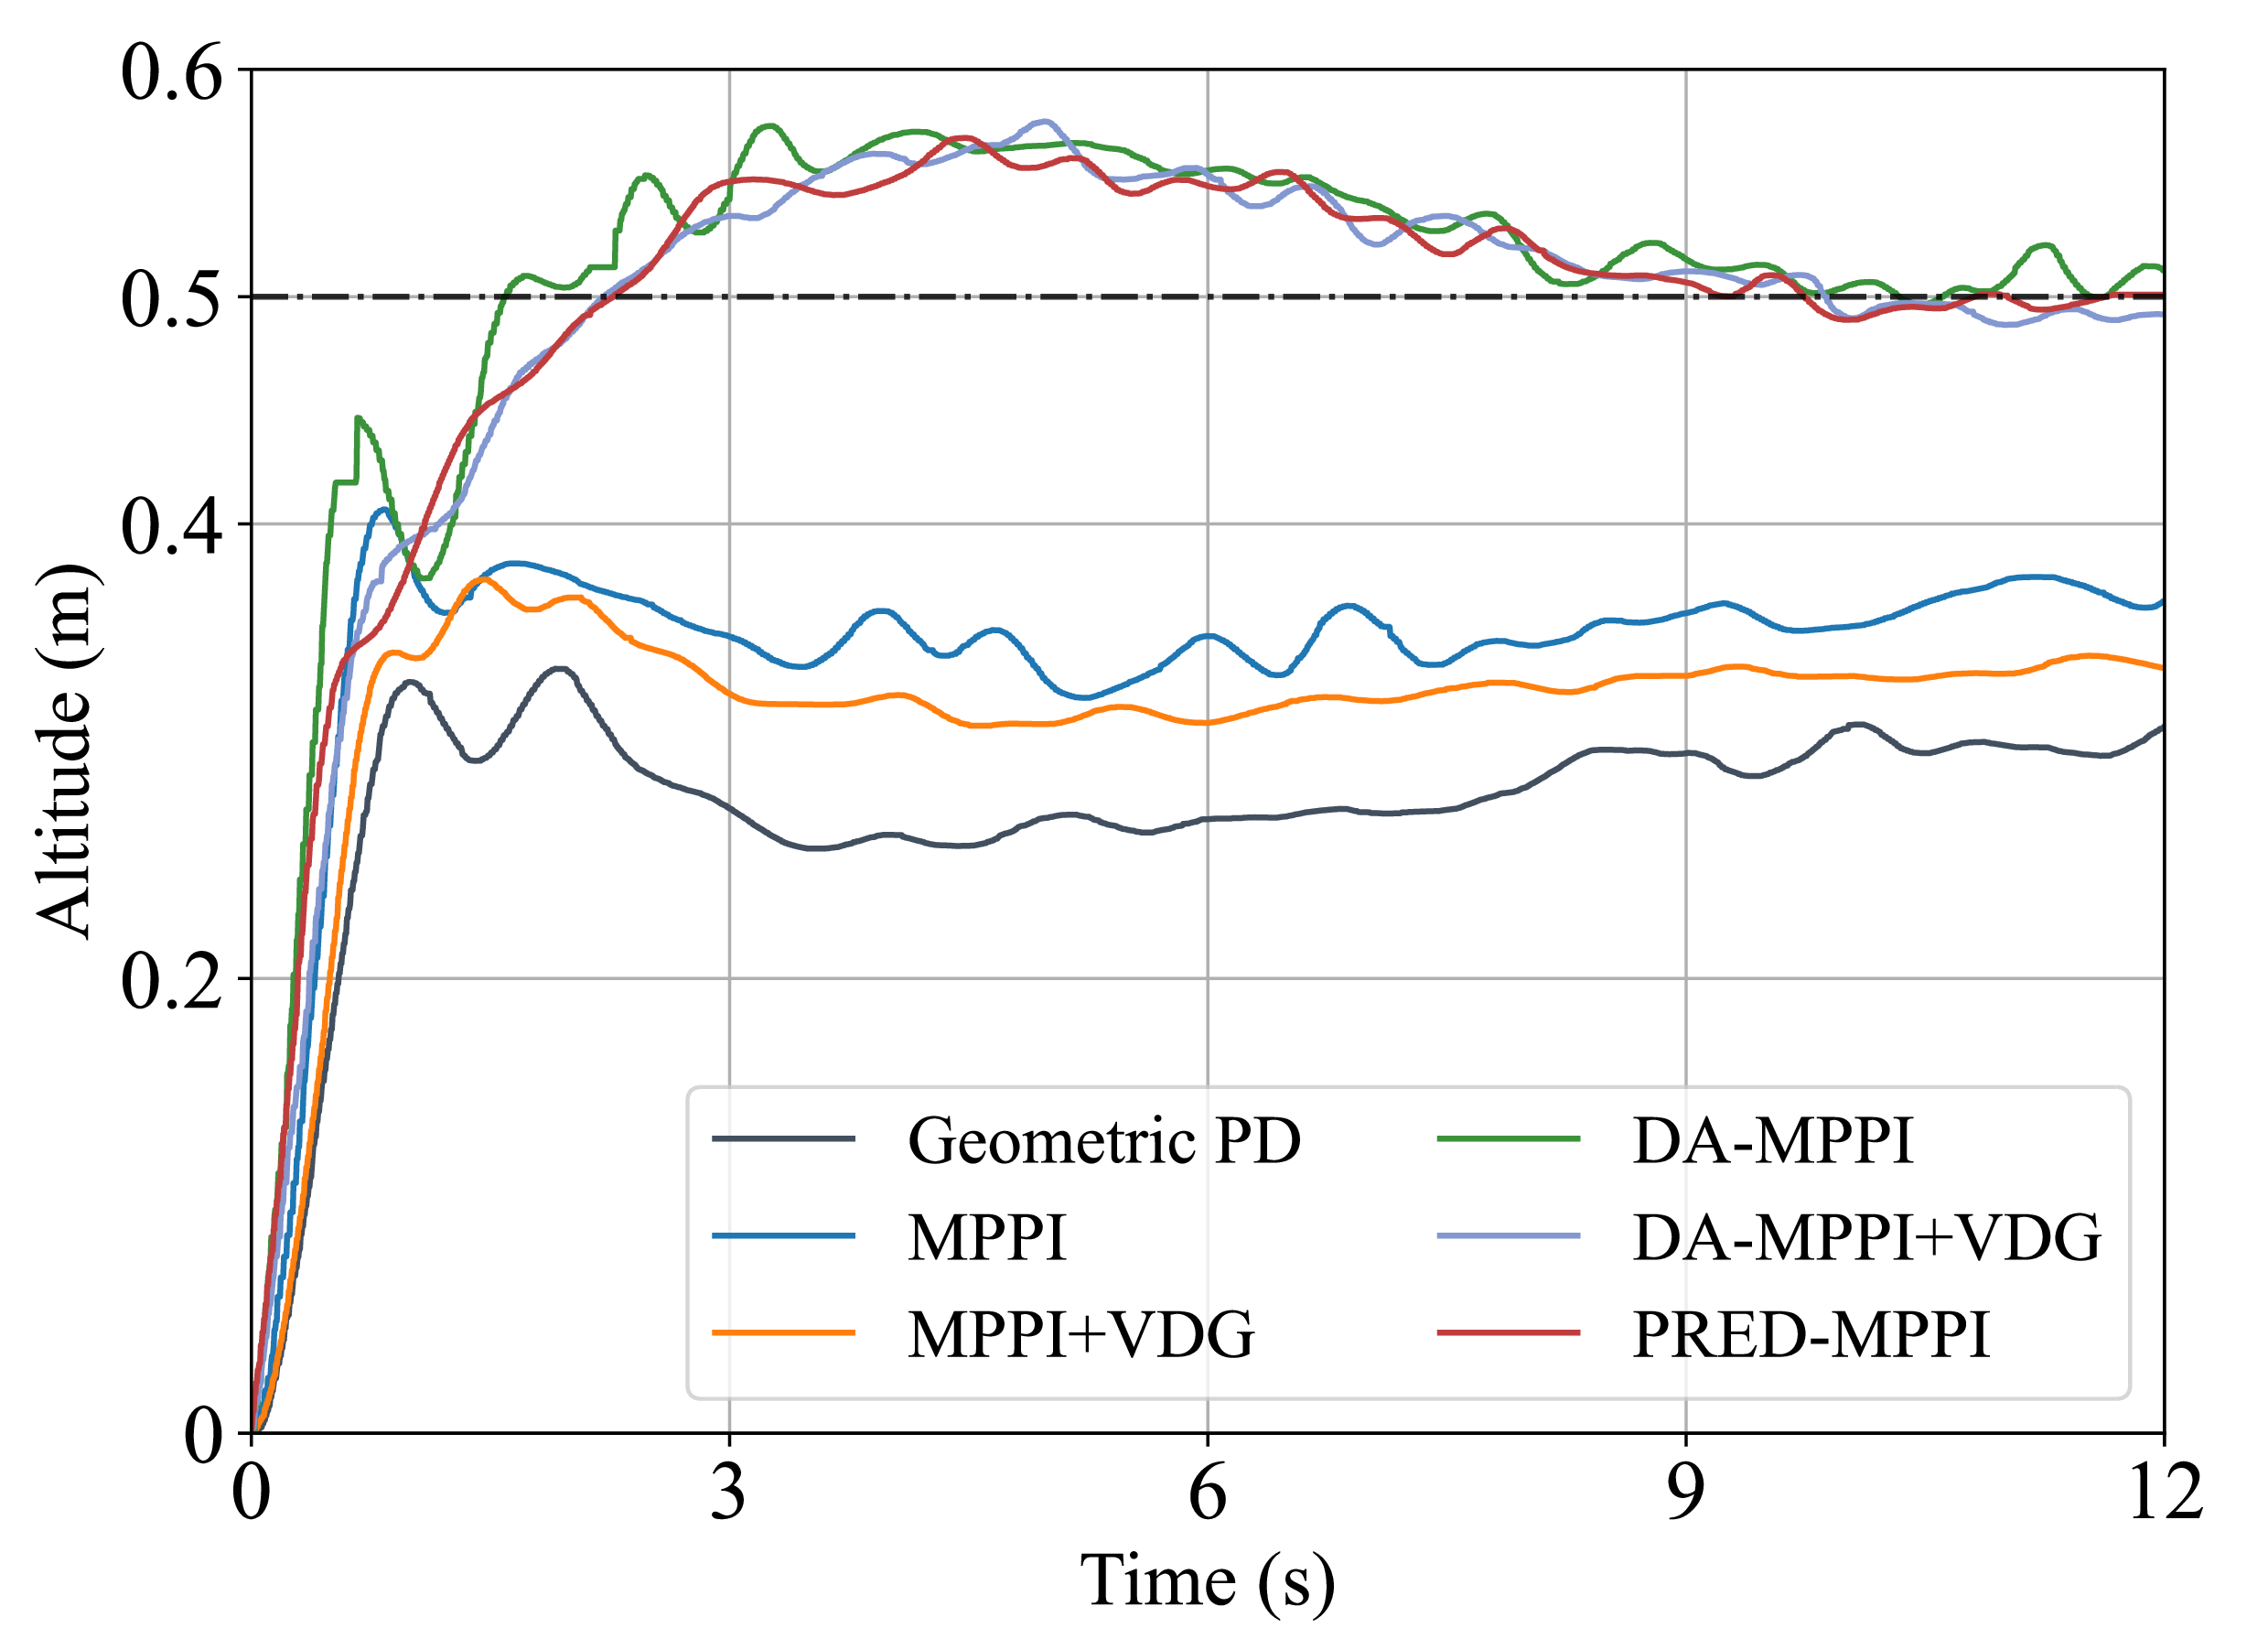 Altitude (m)
0.6
0.5
0.4
0.2
0
Geometric PD
MPPI
MPPI+VDG
DA-MPPI
DA-MPPI+VDG
PRED-MPPI
0 3 6 9 12
Time (s)